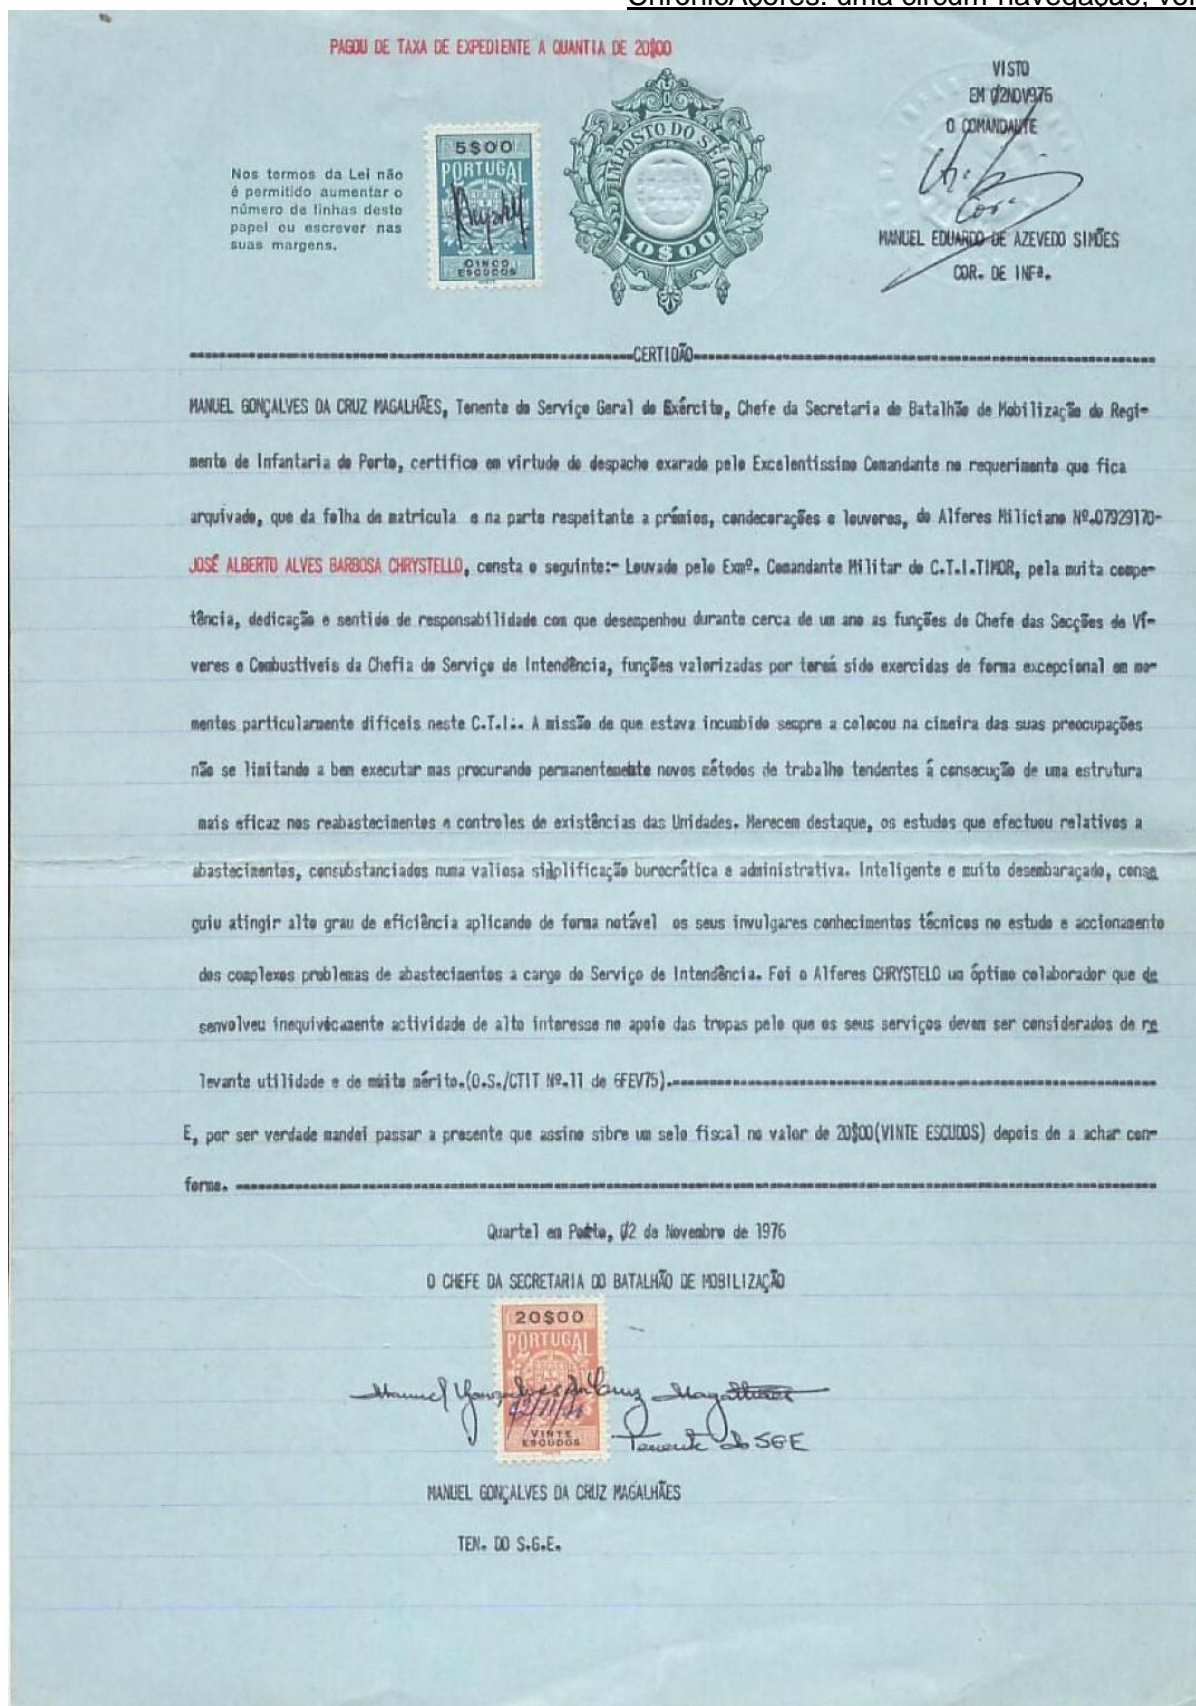 ChronicAçores: uma circum-navegação, vol
PAGOU DE TAXA DE EXPEDIENTE A QUANTIA DE 20$00
VISTO
EM 02NOV976
O COMANDANTE
MANUEL EDUARDO DE AZEVEDO SIMÕES
COR. DE INFª.
Nos termos da Lei não
é permitido aumentar o
número de linhas deste
papel ou escrever nas
suas margens.
5$00
PORTUGAL
CINCO
ESCUDOS
IMPOSTO DO SELO
10$00
CERTIDÃO
MANUEL GONÇALVES DA CRUZ MAGALHÃES, Tenente do Serviço Geral do Exército, Chefe da Secretaria do Batalhão de Mobilização do Regi-
mento de Infantaria do Porto, certifico em virtude do despacho exarado pelo Excelentissimo Comandante no requerimento que fica
arquivado, que da folha de matricula e na parte respeitante a prémios, condecorações e louvores, do Alferes Miliciano Nº.07929170-
JOSÉ ALBERTO ALVES BARBOSA CHRYSTELLO, consta o seguinte:- Louvado pelo Exmº. Comandante Militar do C.T.I.TIMOR, pela muita compe-
tância, dedicação e sentido de responsabilidade com que desempenhou durante cerca de um ano as funções de Chefe das Secções de Ví-
veres e Combustiveis da Chefia do Serviço de Intendência, funções valorizadas por terem sido exercidas de forma excepcional em mo-
mentos particularmente dificeis neste C.T.I.. A missão de que estava incumbido sempre a colocou na cimeira das suas preocupações
não se limitando a bem executar mas procurando permanentemente novos métodos de trabalho tendentes á consecução de uma estrutura
mais eficaz nos reabastecimentos e controles de existências das Unidades. Merecem destaque, os estudos que efectuou relativos a
abastecimentos, consubstanciados numa valiosa simplificação burocrática e administrativa. Inteligente e muito desembaraçado, conse
guiu atingir alto grau de eficiência aplicando de forma notável os seus invulgares conhecimentos técnicos no estudo e accionamento
dos complexos problemas de abastecimentos a cargo do Serviço de Intendência. Foi o Alferes CHRYSTELO um óptimo colaborador que de
senvolveu inequivicamente actividade de alto interesse no apoio das tropas pelo que os seus serviços devem ser considerados de re
levante utilidade e de muito mérito.(O.S./CTIT Nº.11 de 6FEV75).
E, por ser verdade mandei passar a presente que assino sibre um selo fiscal no valor de 20$00(VINTE ESCUDOS) depois de a achar con-
forme.
Quartel em Porto, 02 de Novembro de 1976
O CHEFE DA SECRETARIA DO BATALHÃO DE MOBILIZAÇÃO
20$00
PORTUGAL
Manuel Gonçalves da Cruz Magalhães
VINTE
ESCUDOS
Tenente do SGE
MANUEL GONÇALVES DA CRUZ MAGALHÃES
TEN. DO S.G.E.